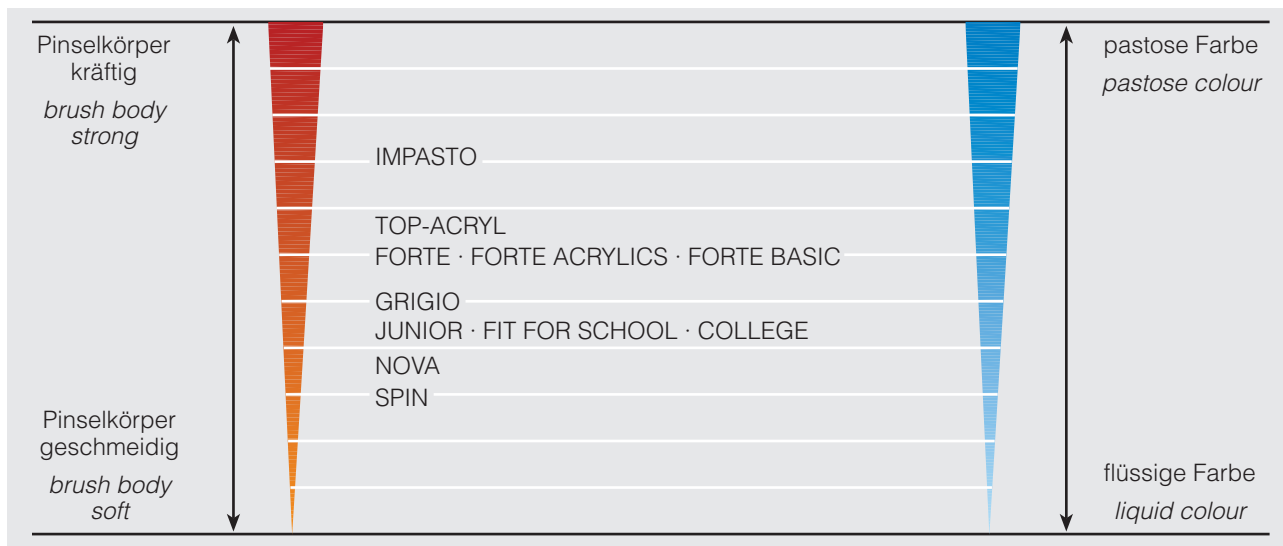 Pinselkörper
kräftig
brush body
strong
pastose Farbe
pastose colour
IMPASTO
TOP-ACRYL
FORTE · FORTE ACRYLICS · FORTE BASIC
GRIGIO
JUNIOR · FIT FOR SCHOOL · COLLEGE
NOVA
SPIN
Pinselkörper
geschmeidig
brush body
soft
flüssige Farbe
liquid colour